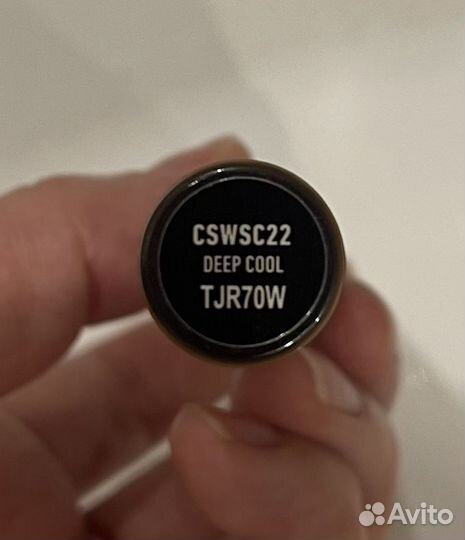 CSWSC22
DEEP COOL
TJR70W
Avito